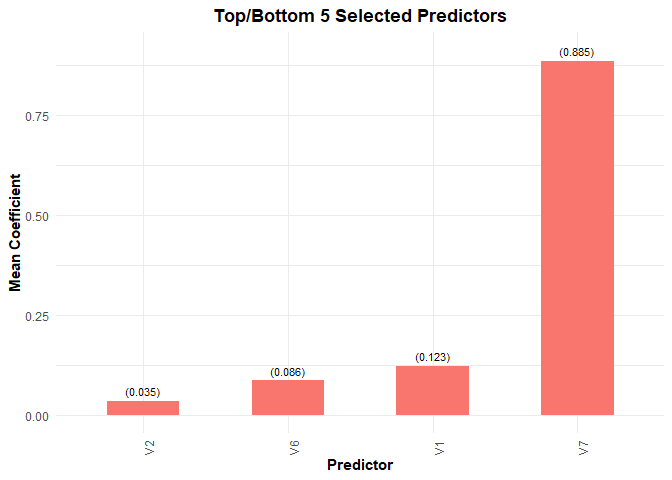 Top/Bottom 5 Selected Predictors
(0.885)
0.75
0.50
0.25
(0.123)
(0.086)
(0.035)
0.00
Mean Coefficient
V2
V6
V1
V7
Predictor